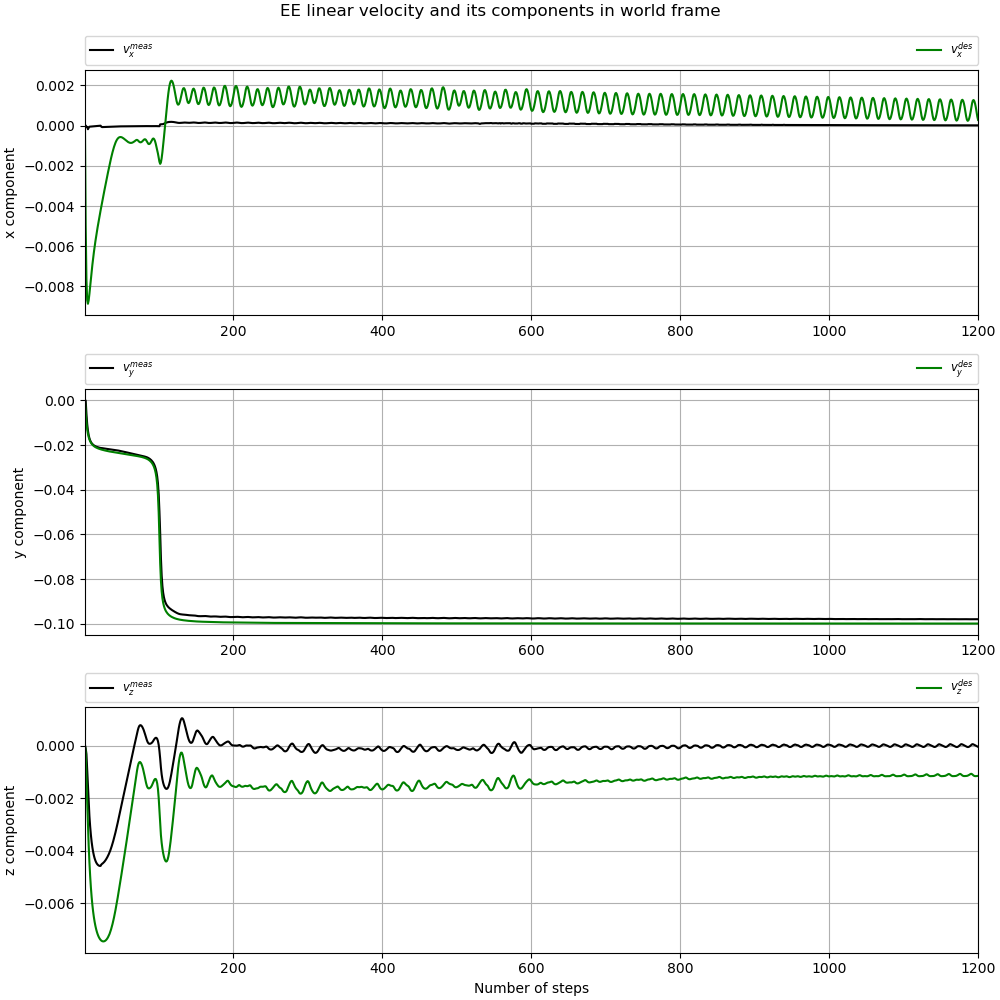 EE linear velocity and its components in world frame
v_x^{meas} v_x^{des}
0.002
0.000
−0.002
−0.004
−0.006
−0.008
x component
200 400 600 800 1000 1200
v_y^{meas} v_y^{des}
0.00
−0.02
−0.04
−0.06
−0.08
−0.10
y component
200 400 600 800 1000 1200
v_z^{meas} v_z^{des}
0.000
−0.002
−0.004
−0.006
z component
200 400 600 800 1000 1200
Number of steps